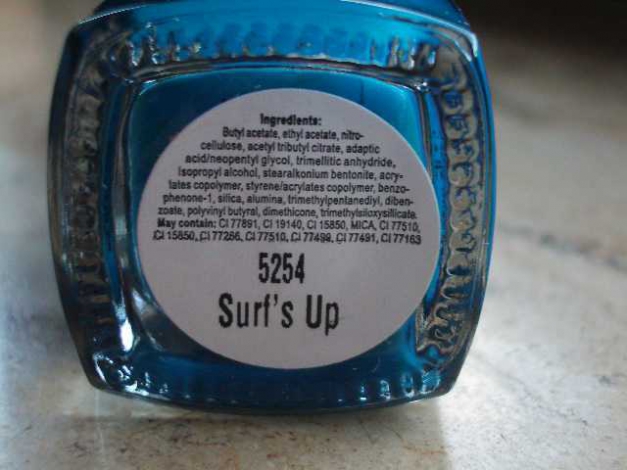 Ingredients:
Butyl acetate, ethyl acetate, nitro-
cellulose, acetyl tributyl citrate, adaptic
acid/neopentyl glycol, trimellitic anhydride,
isopropyl alcohol, stearalkonium bentonite, acry-
lates copolymer, styrene/acrylates copolymer, benzo-
phenone-1, silica, alumina, trimethylpentanediyl, diben-
zoate, polyvinyl butyral, dimethicone, trimethylsiloxysilicate.
May contain: CI 77891, CI 19140, CI 15850, MICA, CI 77510,
CI 15850, CI 77266, CI 77510, CI 77499, CI 77491, CI 77163
5254
Surf's Up